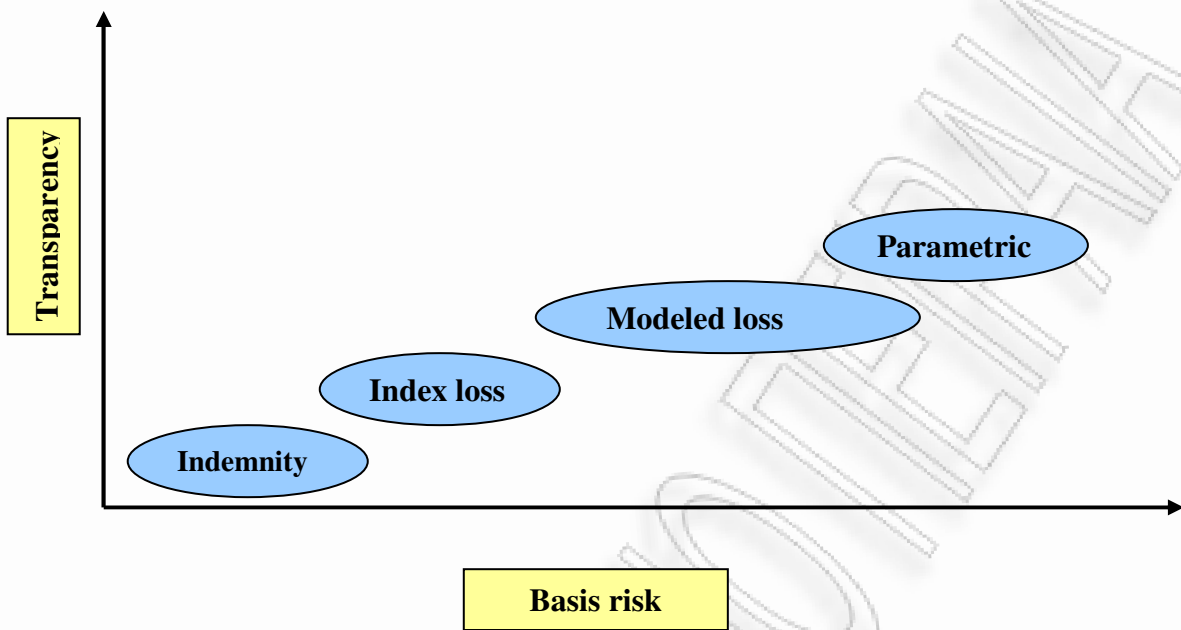 Transparency
Parametric
Modeled loss
Index loss
Indemnity
Basis risk